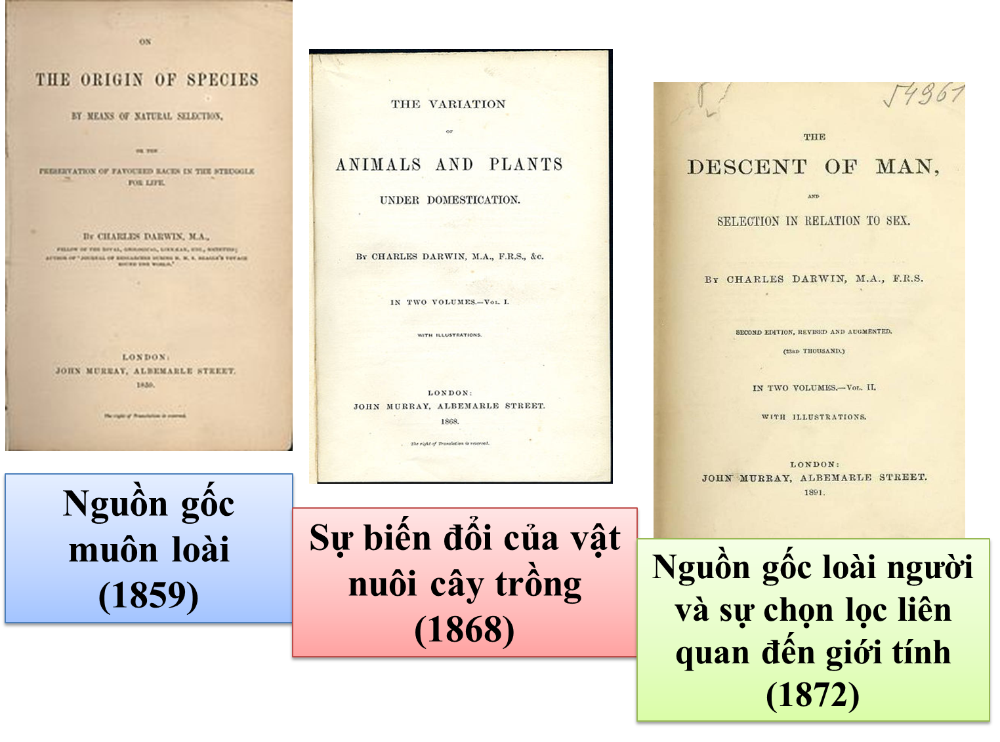 ON
THE ORIGIN OF SPECIES
BY MEANS OF NATURAL SELECTION,
OR THE
PRESERVATION OF FAVOURED RACES IN THE STRUGGLE
FOR LIFE.
By CHARLES DARWIN, M.A.,
FELLOW OF THE ROYAL, GEOLOGICAL, LINNÆAN, ETC., SOCIETIES;
AUTHOR OF 'JOURNAL OF RESEARCHES DURING H. M. S. BEAGLE'S VOYAGE
ROUND THE WORLD.'
LONDON:
JOHN MURRAY, ALBEMARLE STREET.
1859.
The right of Translation is reserved.
Nguồn gốc
muôn loài
(1859)
THE VARIATION
OF
ANIMALS AND PLANTS
UNDER DOMESTICATION.
By CHARLES DARWIN, M.A., F.R.S., &c.
IN TWO VOLUMES.—Vol. I.
WITH ILLUSTRATIONS.
LONDON:
JOHN MURRAY, ALBEMARLE STREET.
1868.
The right of Translation is reserved.
Sự biến đổi của vật
nuôi cây trồng
(1868)
54961
THE
DESCENT OF MAN,
AND
SELECTION IN RELATION TO SEX.
By CHARLES DARWIN, M.A., F.R.S.
SECOND EDITION, REVISED AND AUGMENTED.
(23RD THOUSAND.)
IN TWO VOLUMES.—Vol. II.
WITH ILLUSTRATIONS.
LONDON:
JOHN MURRAY, ALBEMARLE STREET.
1891.
Nguồn gốc loài người
và sự chọn lọc liên
quan đến giới tính
(1872)